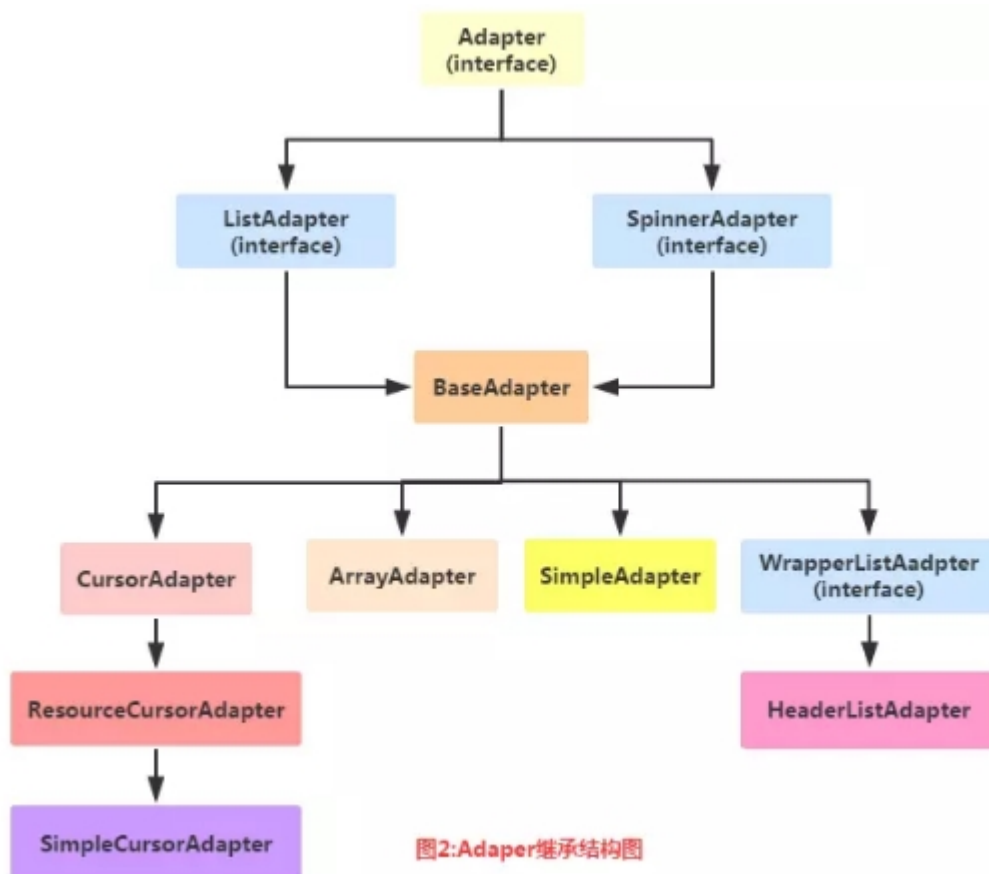 Adapter
(interface)
ListAdapter
(interface)
SpinnerAdapter
(interface)
BaseAdapter
CursorAdapter
ArrayAdapter
SimpleAdapter
WrapperListAadpter
(interface)
ResourceCursorAdapter
HeaderListAdapter
SimpleCursorAdapter
图2:Adaper继承结构图